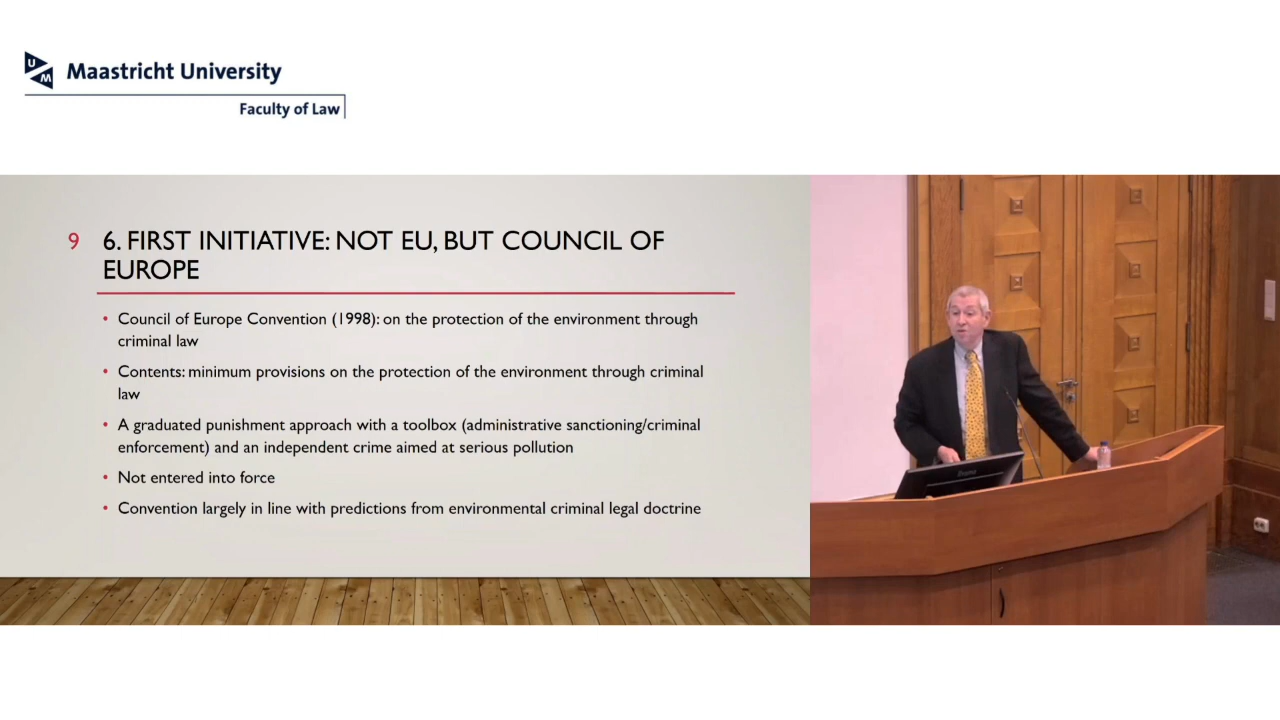 U
M
Maastricht University
Faculty of Law
9
6. FIRST INITIATIVE: NOT EU, BUT COUNCIL OF
EUROPE
• Council of Europe Convention (1998): on the protection of the environment through
criminal law
• Contents: minimum provisions on the protection of the environment through criminal
law
• A graduated punishment approach with a toolbox (administrative sanctioning/criminal
enforcement) and an independent crime aimed at serious pollution
• Not entered into force
• Convention largely in line with predictions from environmental criminal legal doctrine